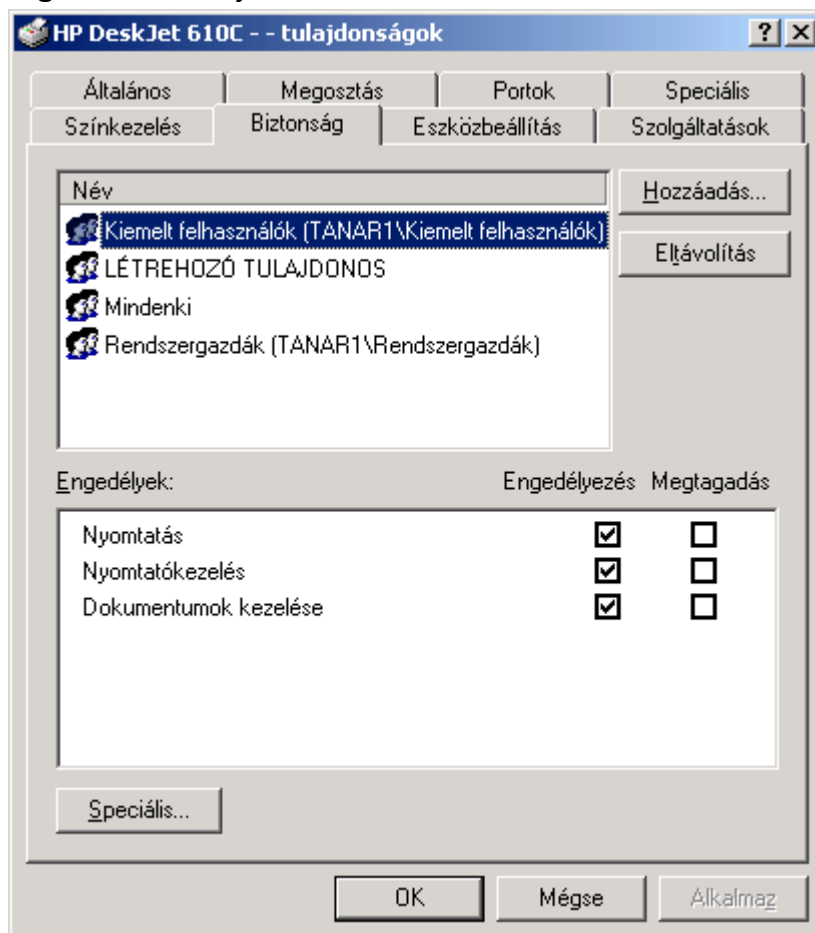 HP DeskJet 610C - - tulajdonságok
Általános Megosztás Portok Speciális
Színkezelés Biztonság Eszközbeállítás Szolgáltatások
Név
Hozzáadás...
Kiemelt felhasználók (TANAR1\Kiemelt felhasználók)
Eltávolítás
LÉTREHOZÓ TULAJDONOS
Mindenki
Rendszergazdák (TANAR1\Rendszergazdák)
Engedélyek: Engedélyezés Megtagadás
Nyomtatás
Nyomtatókezelés
Dokumentumok kezelése
Speciális...
OK Mégse Alkalmaz